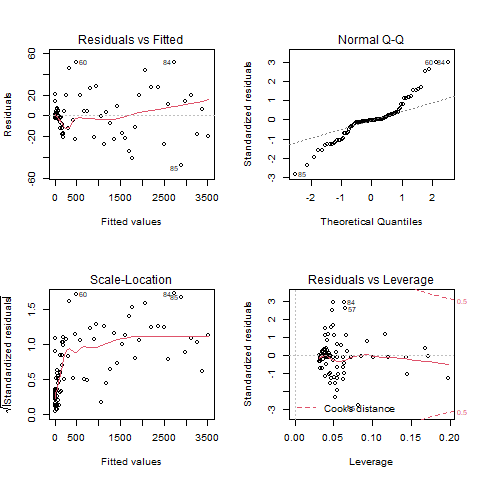 Residuals vs Fitted
Residuals
60
20
-20
-60
60
84
85
0 500 1500 2500 3500
Fitted values
Normal Q-Q
Standardized residuals
3
2
1
0
-1
-2
-3
60 84
85
-2 -1 0 1 2
Theoretical Quantiles
Scale-Location
√|Standardized residuals|
1.5
1.0
0.5
0.0
60
84
85
0 500 1500 2500 3500
Fitted values
Residuals vs Leverage
Standardized residuals
3
2
1
0
-1
-2
-3
84
57
0.5
0.5
Cook's distance
0.00 0.05 0.10 0.15 0.20
Leverage